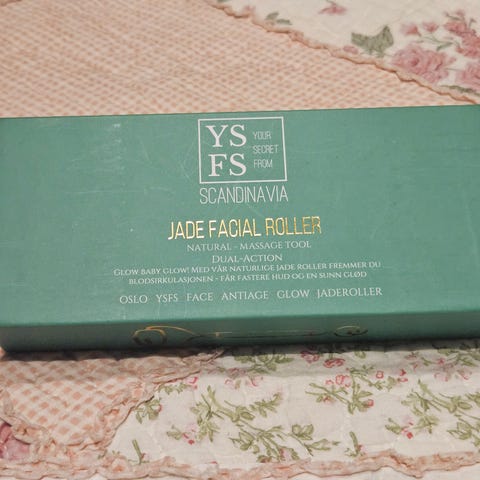 YS YOUR
SECRET
FS FROM
SCANDINAVIA
JADE FACIAL ROLLER
NATURAL - MASSAGE TOOL
DUAL-ACTION
GLOW BABY GLOW! MED VÅR NATURLIGE JADE ROLLER FREMMER DU
BLODSIRKULASJONEN - FÅR FASTERE HUD OG EN SUNN GLØD
OSLO YSFS FACE ANTIAGE GLOW JADEROLLER